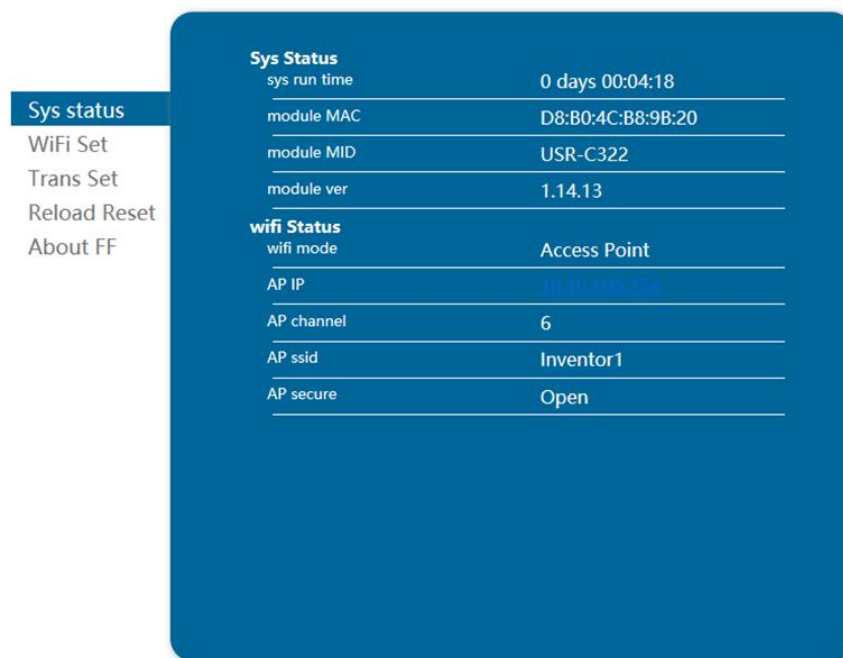 Sys status
WiFi Set
Trans Set
Reload Reset
About FF
Sys Status
sys run time 0 days 00:04:18
module MAC D8:B0:4C:B8:9B:20
module MID USR-C322
module ver 1.14.13
wifi Status
wifi mode Access Point
AP IP
AP channel 6
AP ssid Inventor1
AP secure Open